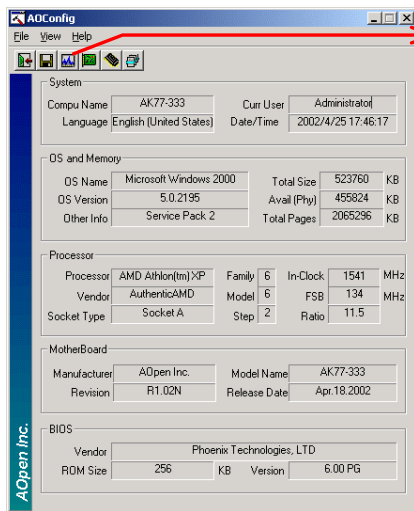 AOConfig
File View Help
System
Compu Name AK77-333 Curr User Administrator
Language English (United States) Date/Time 2002/4/25 17:46:17
OS and Memory
OS Name Microsoft Windows 2000 Total Size 523760 KB
OS Version 5.0.2195 Avail (Phy) 455824 KB
Other Info Service Pack 2 Total Pages 2065296 KB
Processor
Processor AMD Athlon(tm) XP Family 6 In-Clock 1541 MHz
Vendor AuthenticAMD Model 6 FSB 134 MHz
Socket Type Socket A Step 2 Ratio 11.5
MotherBoard
Manufacturer AOpen Inc. Model Name AK77-333
Revision R1.02N Release Date Apr.18.2002
BIOS
Vendor Phoenix Technologies, LTD
ROM Size 256 KB Version 6.00 PG
AOpen Inc.